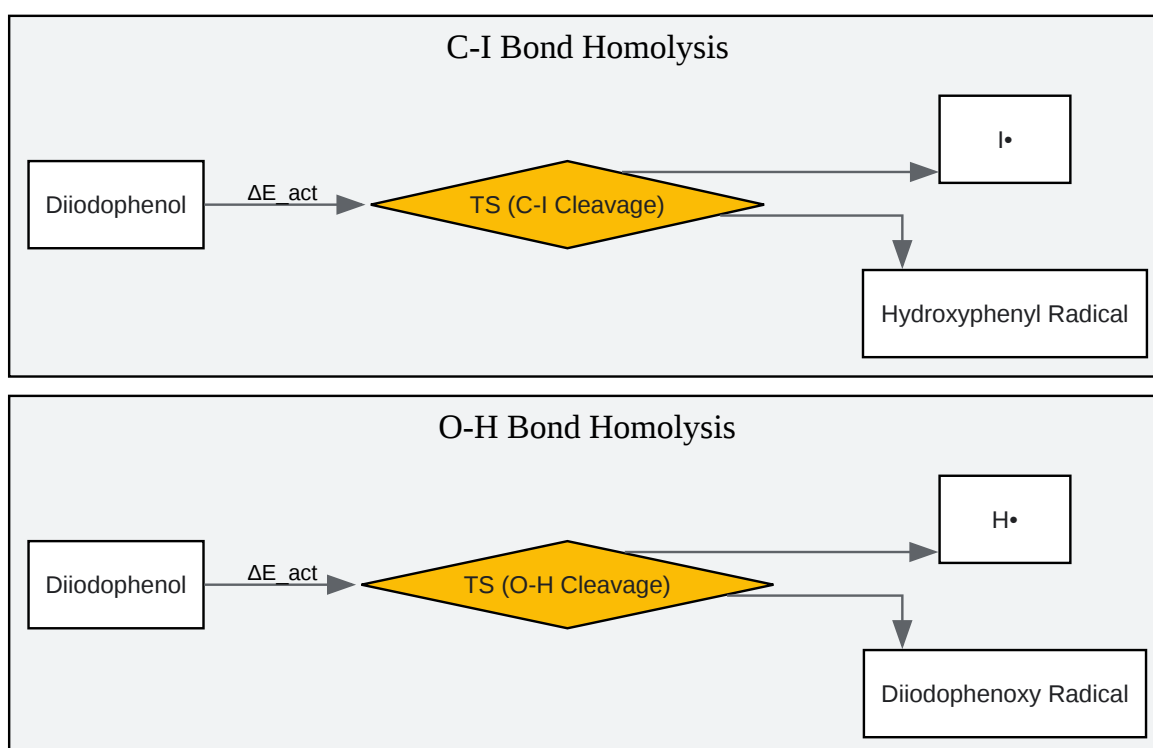 C-I Bond Homolysis
I•
Diiodophenol
ΔE_act
TS (C-I Cleavage)
Hydroxyphenyl Radical
O-H Bond Homolysis
H•
Diiodophenol
ΔE_act
TS (O-H Cleavage)
Diiodophenoxy Radical